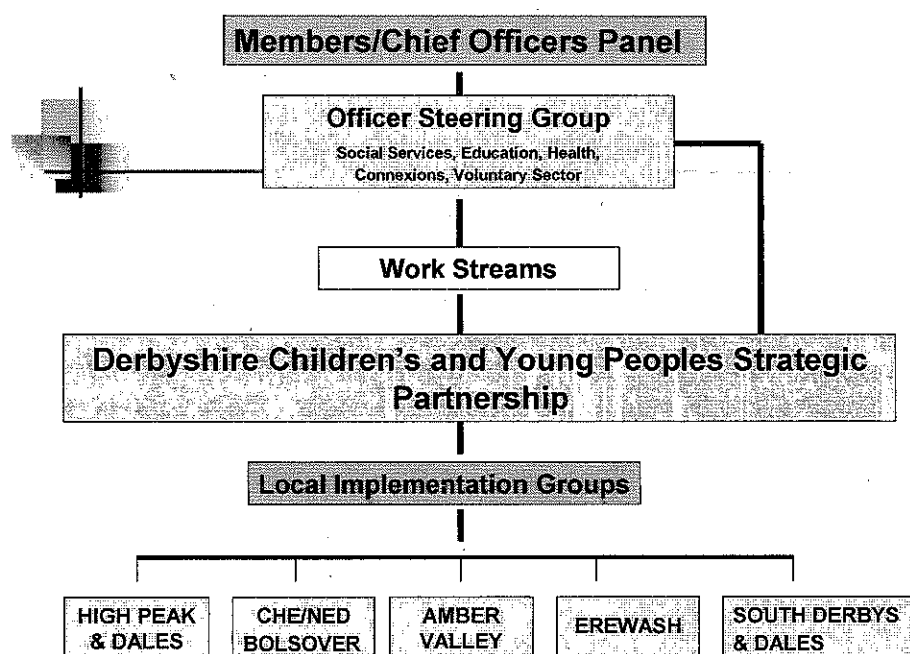 Members/Chief Officers Panel
Officer Steering Group
Social Services, Education, Health,
Connexions, Voluntary Sector
Work Streams
Derbyshire Children's and Young Peoples Strategic
Partnership
Local Implementation Groups
HIGH PEAK
& DALES
CHE/NED
BOLSOVER
AMBER
VALLEY
EREWASH
SOUTH DERBYS
& DALES